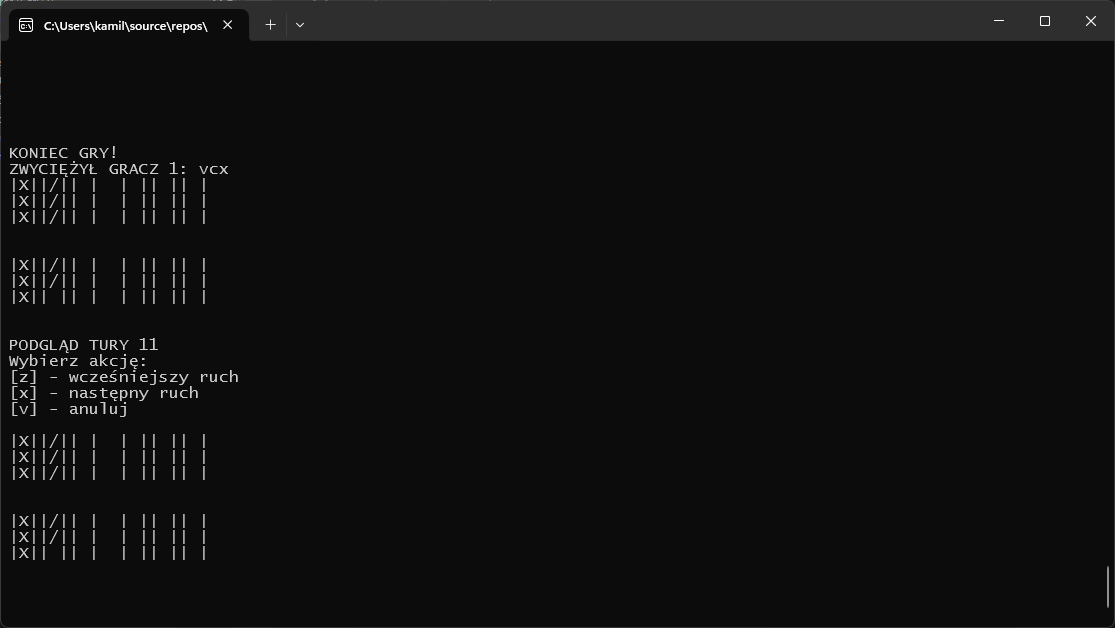 C:\Users\kamil\source\repos\
KONIEC GRY!
ZWYCIĘŻYŁ GRACZ 1: vcx
|X||/|| |  | || || |
|X||/|| |  | || || |
|X||/|| |  | || || |
|X||/|| |  | || || |
|X||/|| |  | || || |
|X|| || |  | || || |
PODGLĄD TURY 11
Wybierz akcję:
[z] - wcześniejszy ruch
[x] - następny ruch
[v] - anuluj
|X||/|| |  | || || |
|X||/|| |  | || || |
|X||/|| |  | || || |
|X||/|| |  | || || |
|X||/|| |  | || || |
|X|| || |  | || || |